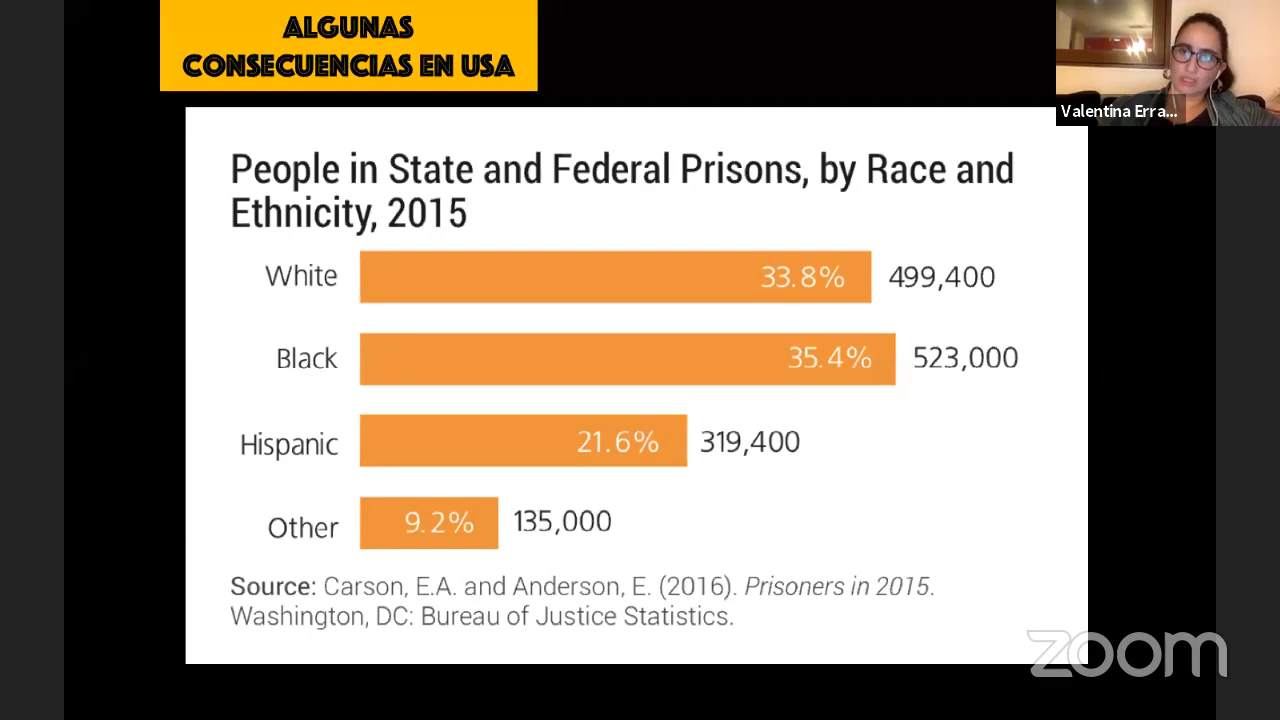 ALGUNAS
CONSECUENCIAS EN USA
Valentina Erra...
People in State and Federal Prisons, by Race and
Ethnicity, 2015
White 33.8% 499,400
Black 35.4% 523,000
Hispanic 21.6% 319,400
Other 9.2% 135,000
Source: Carson, E.A. and Anderson, E. (2016). Prisoners in 2015.
Washington, DC: Bureau of Justice Statistics.
zoom